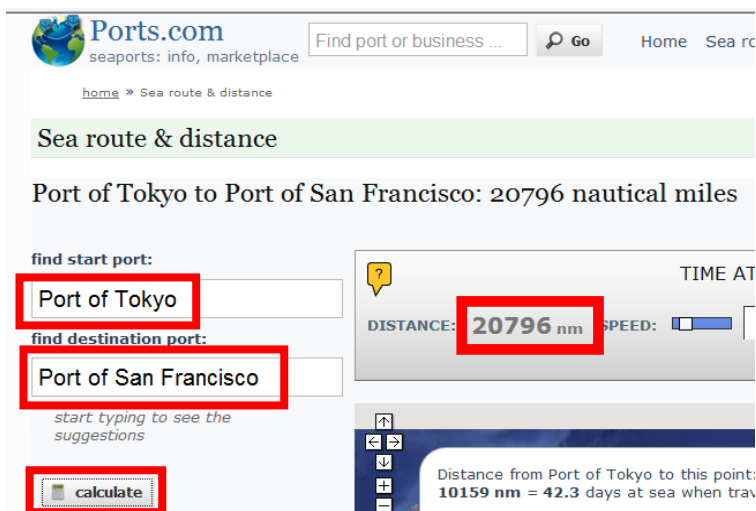 Ports.com
seaports: info, marketplace
Find port or business ...
Go
Home Sea ro
home » Sea route & distance
Sea route & distance
Port of Tokyo to Port of San Francisco: 20796 nautical miles
find start port:
Port of Tokyo
find destination port:
Port of San Francisco
start typing to see the
suggestions
calculate
?
TIME AT
DISTANCE: 20796 nm SPEED:
Distance from Port of Tokyo to this point:
10159 nm = 42.3 days at sea when trav